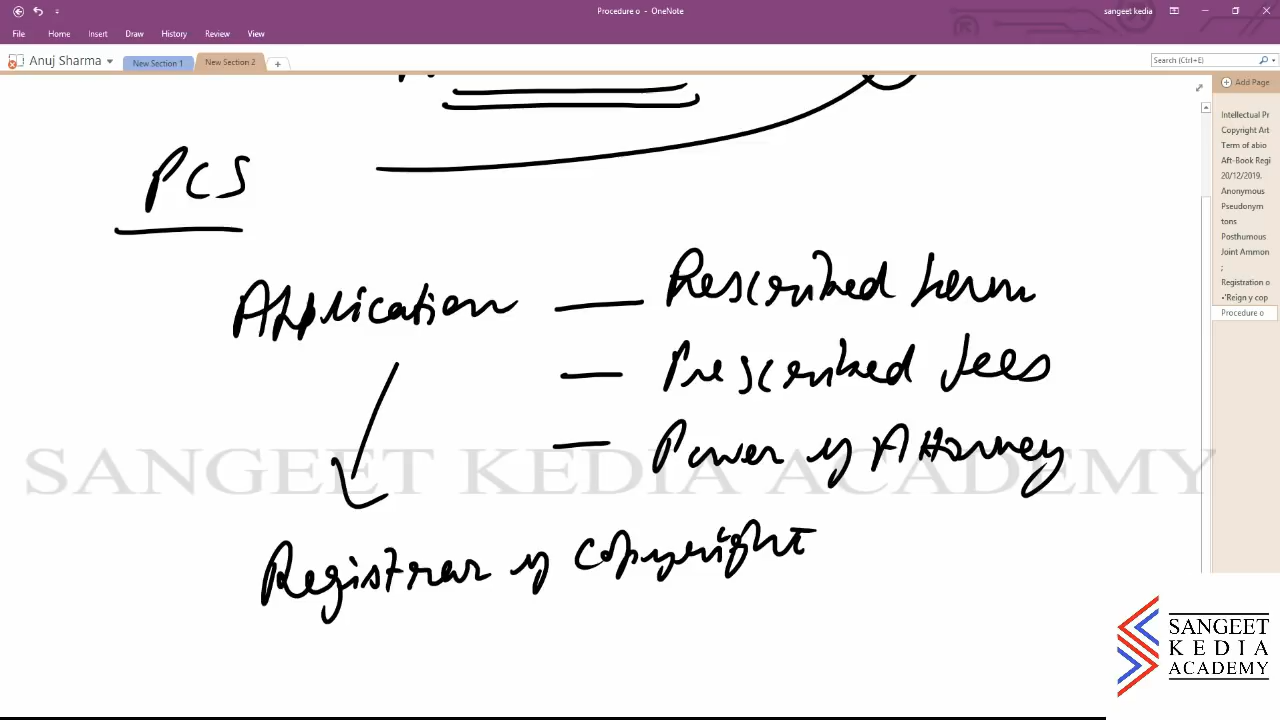 Procedure o - OneNote
sangeet kedia
File Home Insert Draw History Review View
Anuj Sharma
New Section 1
New Section 2
Search (Ctrl+E)
Add Page
Intellectual Pr
Copyright Art
Term of abio
Aft-Book Regi
20/12/2019.
Anonymous
Pseudonym
tons
Posthumous
Joint Ammon
;
Registration o
•'Reign y cop
Procedure o
PCS
Application — Prescribed form
— Prescribed fees
— Power of Attorney
Registrar of Copyright
SANGEET KEDIA ACADEMY
SANGEET
KEDIA
ACADEMY